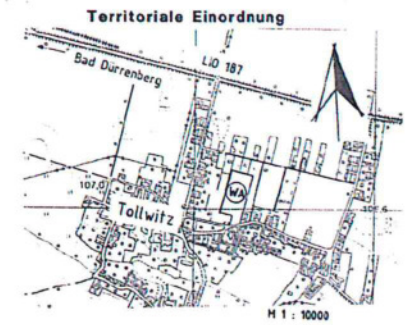 Territoriale Einordnung
LIO 187
Bad Dürrenberg
107,0
WA
Tollwitz
M 1 : 10000